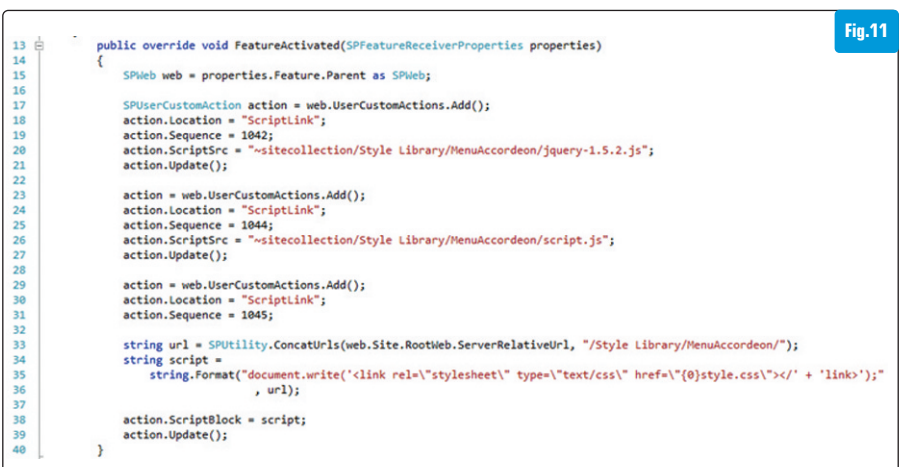 Fig.11
13 public override void FeatureActivated(SPFeatureReceiverProperties properties)
14 {
15 SPWeb web = properties.Feature.Parent as SPWeb;
16
17 SPUserCustomAction action = web.UserCustomActions.Add();
18 action.Location = "ScriptLink";
19 action.Sequence = 1042;
20 action.ScriptSrc = "~sitecollection/Style Library/MenuAccordeon/jquery-1.5.2.js";
21 action.Update();
22
23 action = web.UserCustomActions.Add();
24 action.Location = "ScriptLink";
25 action.Sequence = 1044;
26 action.ScriptSrc = "~sitecollection/Style Library/MenuAccordeon/script.js";
27 action.Update();
28
29 action = web.UserCustomActions.Add();
30 action.Location = "ScriptLink";
31 action.Sequence = 1045;
32
33 string url = SPUtility.ConcatUrls(web.Site.RootWeb.ServerRelativeUrl, "/Style Library/MenuAccordeon/");
34 string script =
35 string.Format("document.write('<link rel=\"stylesheet\" type=\"text/css\" href=\"{0}style.css\"></' + 'link>');"
36 , url);
37
38 action.ScriptBlock = script;
39 action.Update();
40 }